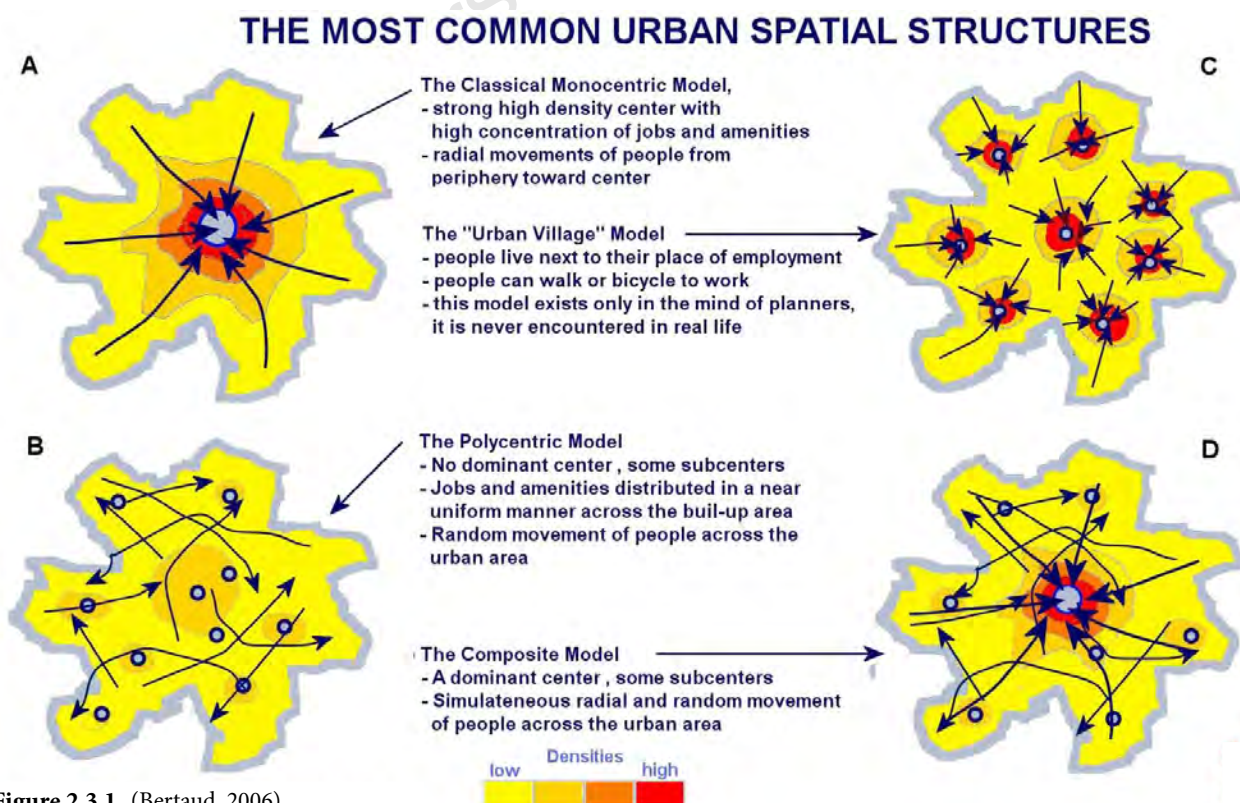 THE MOST COMMON URBAN SPATIAL STRUCTURES
A
The Classical Monocentric Model,
- strong high density center with
high concentration of jobs and amenities
- radial movements of people from
periphery toward center
C
The "Urban Village" Model
- people live next to their place of employment
- people can walk or bicycle to work
- this model exists only in the mind of planners,
it is never encountered in real life
B
The Polycentric Model
- No dominant center , some subcenters
- Jobs and amenities distributed in a near
uniform manner across the buil-up area
- Random movement of people across the
urban area
D
The Composite Model
- A dominant center , some subcenters
- Simulateneous radial and random movement
of people across the urban area
Densities
low high
Figure 2.3.1 (Bertaud, 2006)